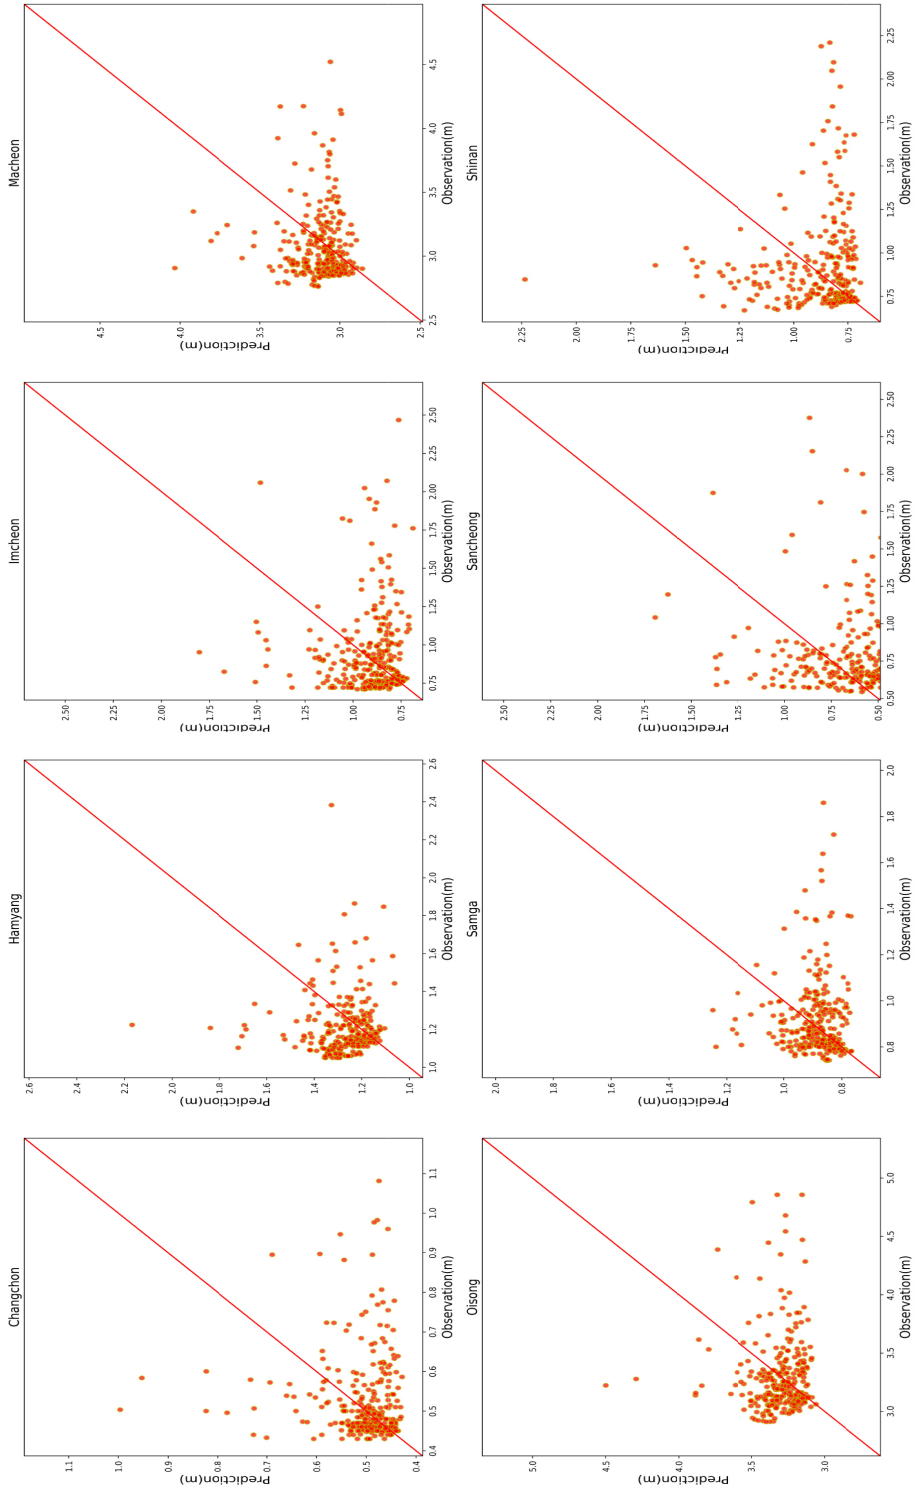 Changchon
Prediction(m)
1.1
1.0
0.9
0.8
0.7
0.6
0.5
0.4
0.4 0.5 0.6 0.7 0.8 0.9 1.0 1.1
Observation(m)
Hamyang
Prediction(m)
2.6
2.4
2.2
2.0
1.8
1.6
1.4
1.2
1.0
1.0 1.2 1.4 1.6 1.8 2.0 2.2 2.4 2.6
Observation(m)
Imcheon
Prediction(m)
2.50
2.25
2.00
1.75
1.50
1.25
1.00
0.75
0.75 1.00 1.25 1.50 1.75 2.00 2.25 2.50
Observation(m)
Macheon
Prediction(m)
4.5
4.0
3.5
3.0
2.5
2.5 3.0 3.5 4.0 4.5
Observation(m)
Oisong
Prediction(m)
5.0
4.5
4.0
3.5
3.0
3.0 3.5 4.0 4.5 5.0
Observation(m)
Samga
Prediction(m)
2.0
1.8
1.6
1.4
1.2
1.0
0.8
0.8 1.0 1.2 1.4 1.6 1.8 2.0
Observation(m)
Sancheong
Prediction(m)
2.50
2.25
2.00
1.75
1.50
1.25
1.00
0.75
0.50
0.50 0.75 1.00 1.25 1.50 1.75 2.00 2.25 2.50
Observation(m)
Shinan
Prediction(m)
2.25
2.00
1.75
1.50
1.25
1.00
0.75
0.75 1.00 1.25 1.50 1.75 2.00 2.25
Observation(m)